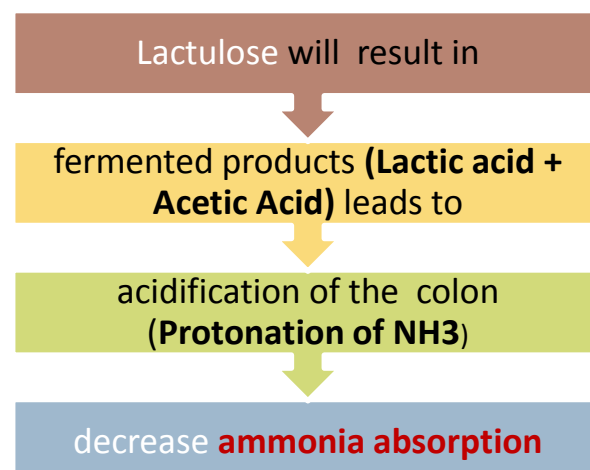 Lactulose will result in
fermented products (Lactic acid +
Acetic Acid) leads to
acidification of the colon
(Protonation of NH3)
decrease ammonia absorption